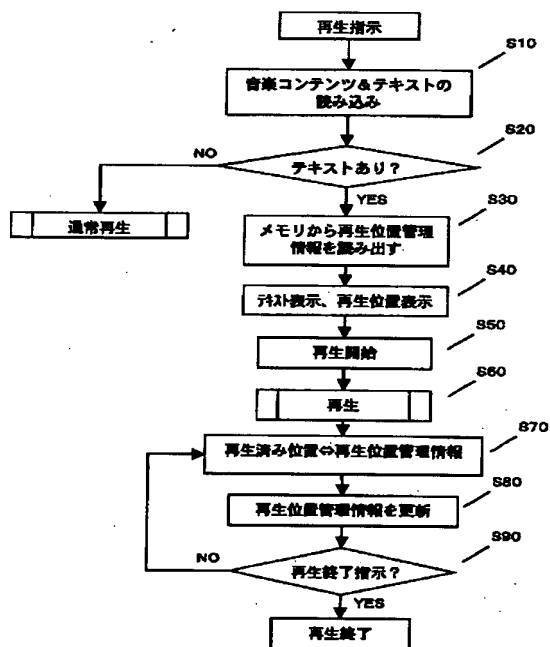 再生指示
S10
音楽コンテンツ&テキストの
読み込み
S20
テキストあり?
NO
YES
通常再生
S30
メモリから再生位置管理
情報を読み出す
S40
テキスト表示、再生位置表示
S50
再生開始
S60
再生
S70
再生済み位置⇔再生位置管理情報
S80
再生位置管理情報を更新
S90
再生終了指示?
NO
YES
再生終了